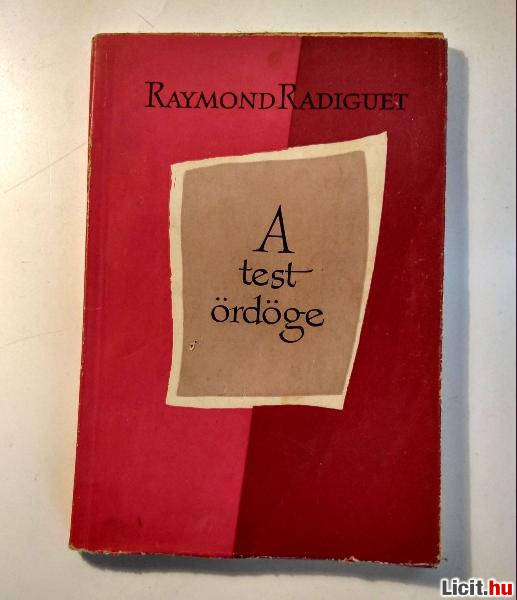 RAYMOND RADIGUET
A
test
ördöge
Licit.hu